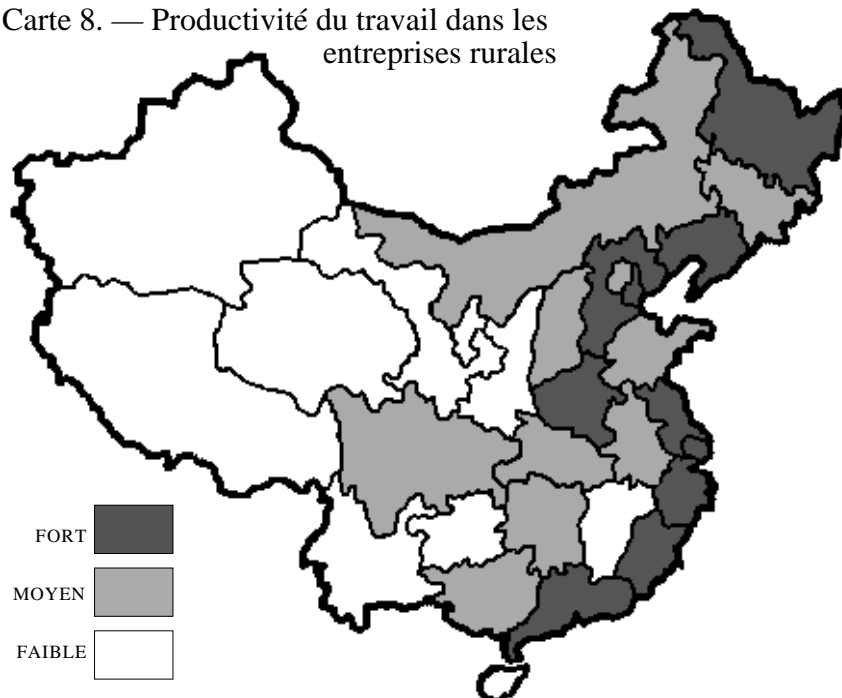 Carte 8. — Productivité du travail dans les
entreprises rurales
FORT
MOYEN
FAIBLE